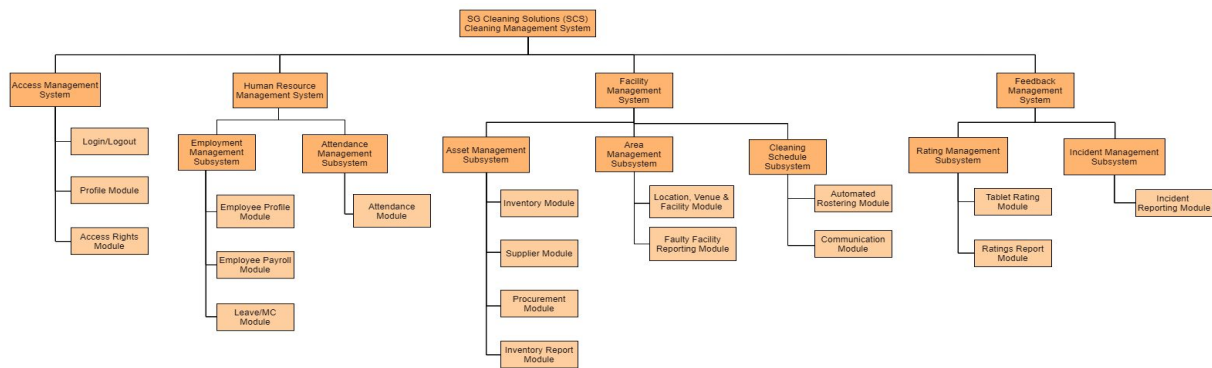 SG Cleaning Solutions (SCS)
Cleaning Management System
Access Management
System
Human Resource
Management System
Facility
Management
System
Feedback
Management
System
Login/Logout
Profile Module
Access Rights
Module
Employment
Management
Subsystem
Attendance
Management
Subsystem
Employee Profile
Module
Employee Payroll
Module
Leave/MC
Module
Attendance Module
Asset Management
Subsystem
Area
Management
Subsystem
Cleaning
Schedule
Subsystem
Inventory Module
Supplier Module
Procurement
Module
Inventory Report
Module
Location, Venue &
Facility Module
Faulty Facility
Reporting Module
Automated
Rostering Module
Communication
Module
Rating Management
Subsystem
Incident Management
Subsystem
Tablet Rating
Module
Ratings Report
Module
Incident
Reporting Module